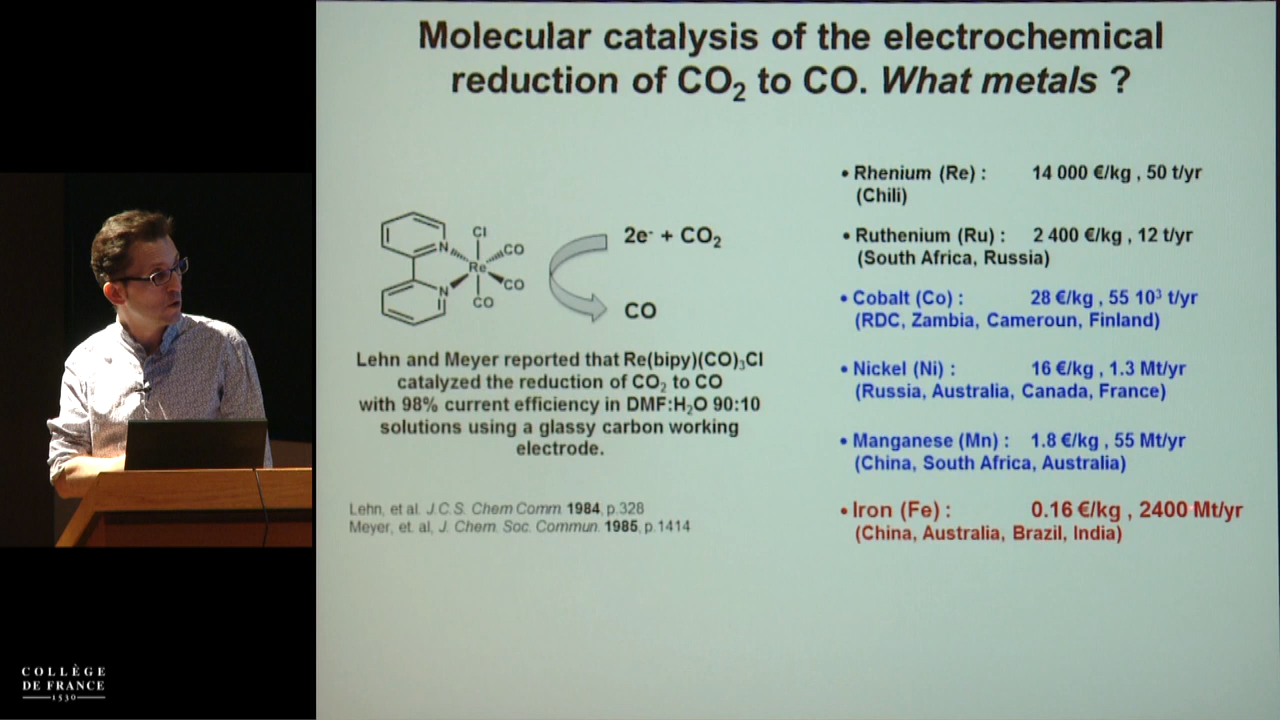 Molecular catalysis of the electrochemical
reduction of CO₂ to CO. What metals ?
Cl
N
CO
Re
N
CO
CO
2e⁻ + CO₂
CO
Lehn and Meyer reported that Re(bipy)(CO)₃Cl
catalyzed the reduction of CO₂ to CO
with 98% current efficiency in DMF:H₂O 90:10
solutions using a glassy carbon working
electrode.
Lehn, et al. J.C.S. Chem Comm. 1984, p.328
Meyer, et. al, J. Chem. Soc. Commun. 1985, p.1414
• Rhenium (Re) : 14 000 €/kg , 50 t/yr
(Chili)
• Ruthenium (Ru) : 2 400 €/kg , 12 t/yr
(South Africa, Russia)
• Cobalt (Co) : 28 €/kg , 55 10³ t/yr
(RDC, Zambia, Cameroun, Finland)
• Nickel (Ni) : 16 €/kg , 1.3 Mt/yr
(Russia, Australia, Canada, France)
• Manganese (Mn) : 1.8 €/kg , 55 Mt/yr
(China, South Africa, Australia)
• Iron (Fe) : 0.16 €/kg , 2400 Mt/yr
(China, Australia, Brazil, India)
COLLÈGE
DE FRANCE
1530